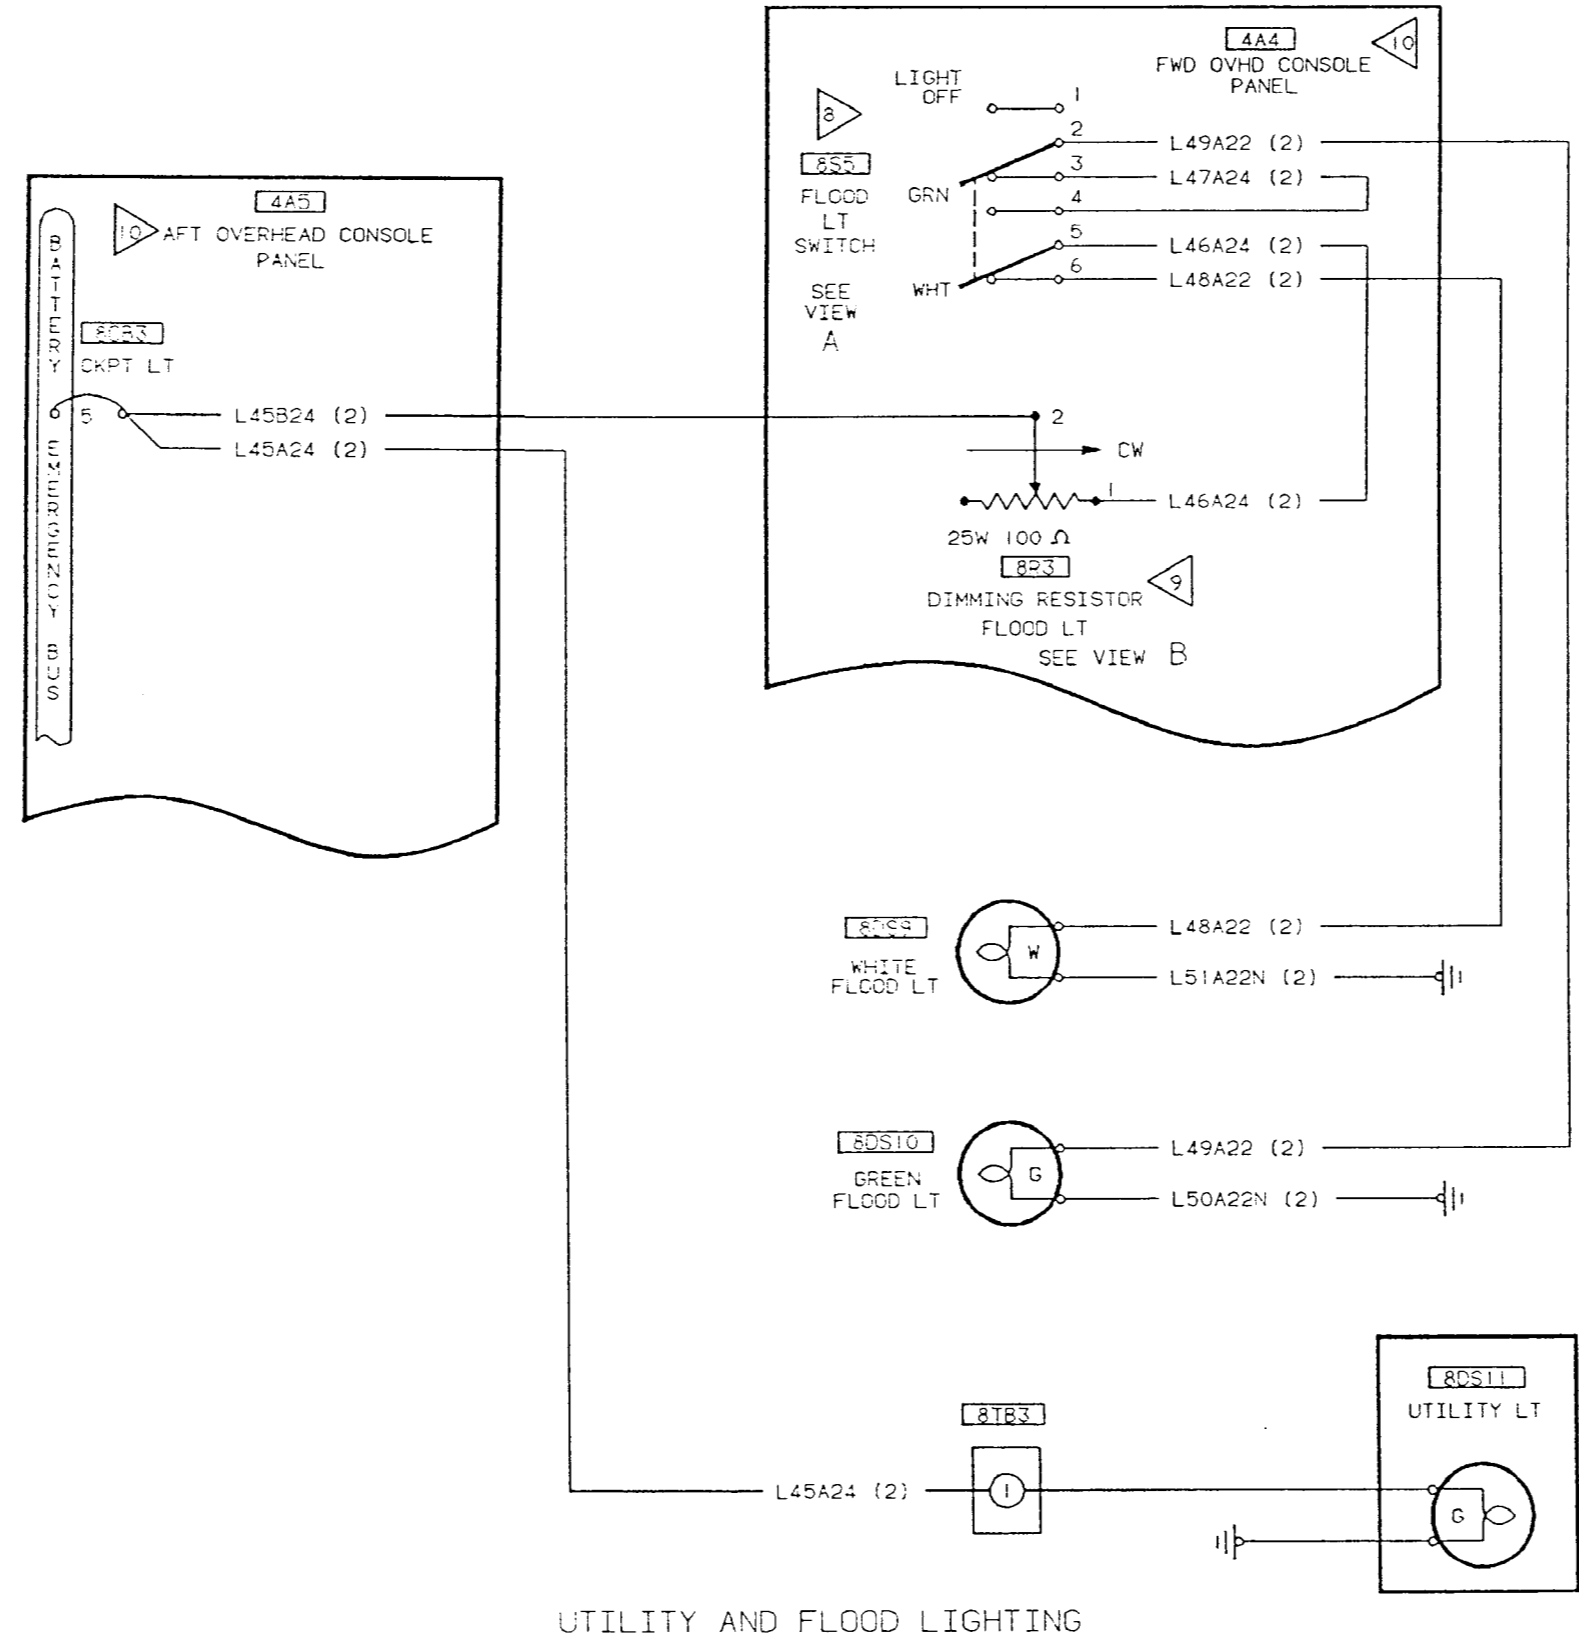 4A5
10
AFT OVERHEAD CONSOLE
PANEL
BATTERY EMERGENCY BUS
8CB3
CKPT LT
5
L45B24 (2)
L45A24 (2)
4A4
10
FWD OVHD CONSOLE
PANEL
LIGHT
OFF
8
8S5
FLOOD
LT
SWITCH
SEE
VIEW
A
GRN
WHT
1
2
L49A22 (2)
3
L47A24 (2)
4
5
L46A24 (2)
6
L48A22 (2)
2
CW
1
L46A24 (2)
25W 100 Ω
8R3
9
DIMMING RESISTOR
FLOOD LT
SEE VIEW B
8DS9
WHITE
FLOOD LT
W
L48A22 (2)
L51A22N (2)
8DS10
GREEN
FLOOD LT
G
L49A22 (2)
L50A22N (2)
8TB3
L45A24 (2)
1
8DS11
UTILITY LT
G
UTILITY AND FLOOD LIGHTING